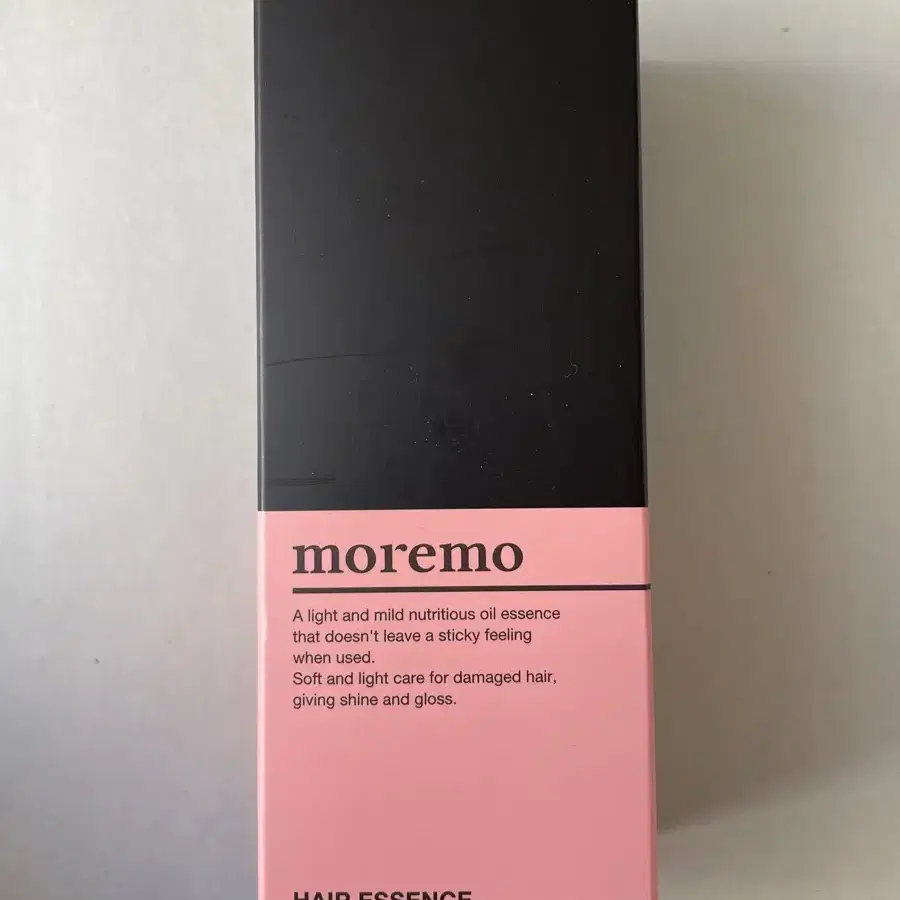 moremo
A light and mild nutritious oil essence
that doesn't leave a sticky feeling
when used.
Soft and light care for damaged hair,
giving shine and gloss.
HAIR ESSENCE